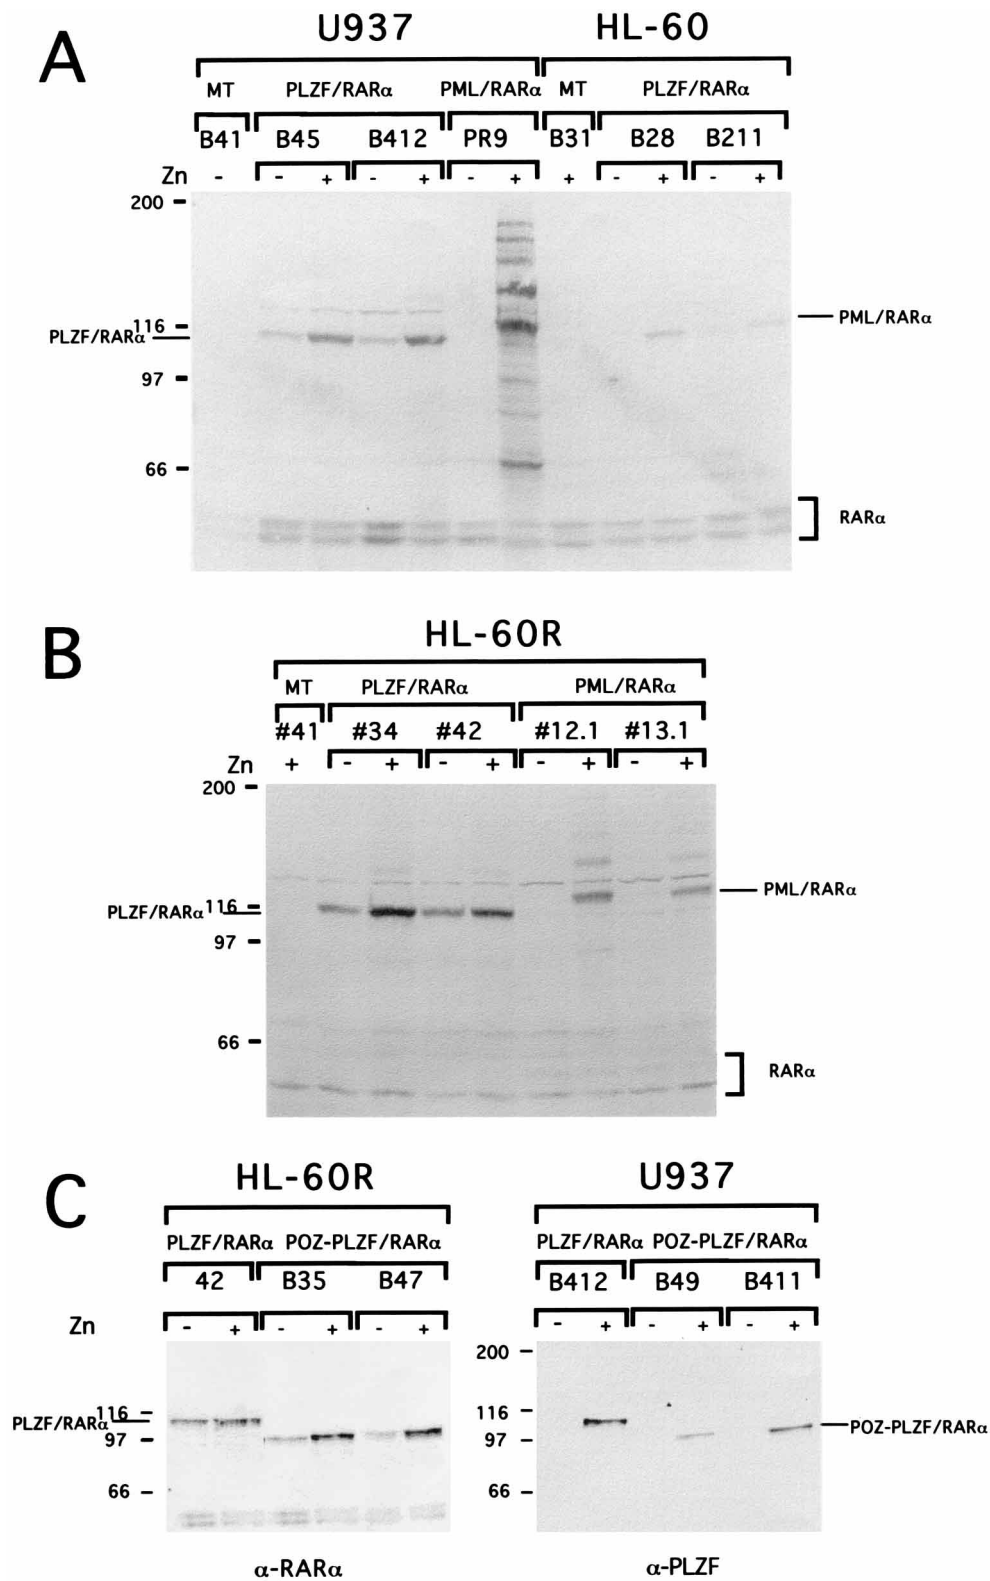 A
U937 HL-60
MT PLZF/RARα PML/RARα MT PLZF/RARα
B41 B45 B412 PR9 B31 B28 B211
Zn - - + - + - + + - + - +
200
116
PLZF/RARα
PML/RARα
97
66
RARα
B
HL-60R
MT PLZF/RARα PML/RARα
#41 #34 #42 #12.1 #13.1
Zn + - + - + - + - +
200
PML/RARα
116
PLZF/RARα
97
66
RARα
C
HL-60R U937
PLZF/RARα POZ-PLZF/RARα PLZF/RARα POZ-PLZF/RARα
42 B35 B47 B412 B49 B411
Zn - + - + - + - + - + - +
200
116 116
PLZF/RARα POZ-PLZF/RARα
97 97
66 66
α-RARα α-PLZF